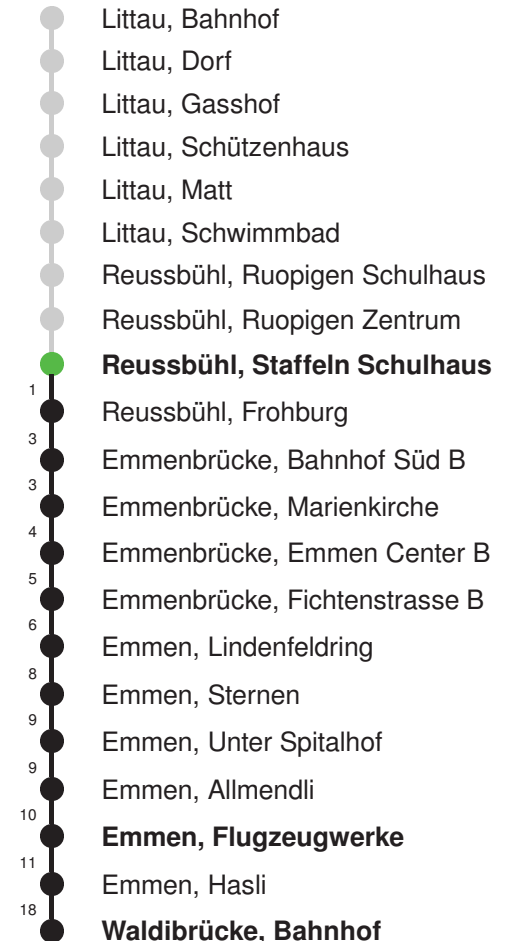 Littau, Bahnhof
Littau, Dorf
Littau, Gasshof
Littau, Schützenhaus
Littau, Matt
Littau, Schwimmbad
Reussbühl, Ruopigen Schulhaus
Reussbühl, Ruopigen Zentrum
Reussbühl, Staffeln Schulhaus
1 Reussbühl, Frohburg
3 Emmenbrücke, Bahnhof Süd B
3 Emmenbrücke, Marienkirche
4 Emmenbrücke, Emmen Center B
5 Emmenbrücke, Fichtenstrasse B
6 Emmen, Lindenfeldring
8 Emmen, Sternen
9 Emmen, Unter Spitalhof
9 Emmen, Allmendli
10 Emmen, Flugzeugwerke
11 Emmen, Hasli
18 Waldibrücke, Bahnhof